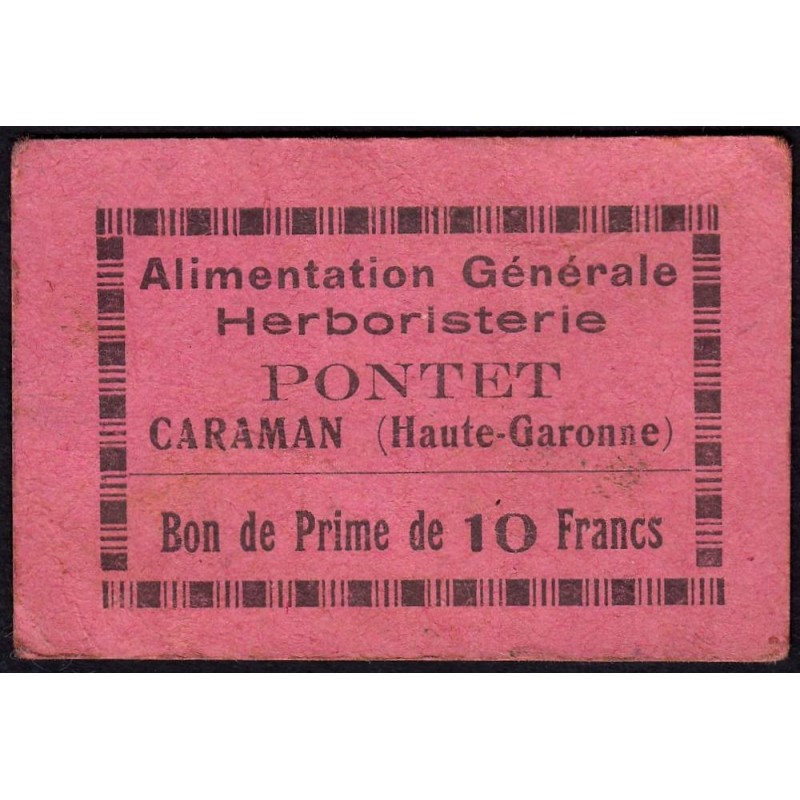 Alimentation Générale
Herboristerie
PONTET
CARAMAN (Haute-Garonne)
Bon de Prime de 10 Francs